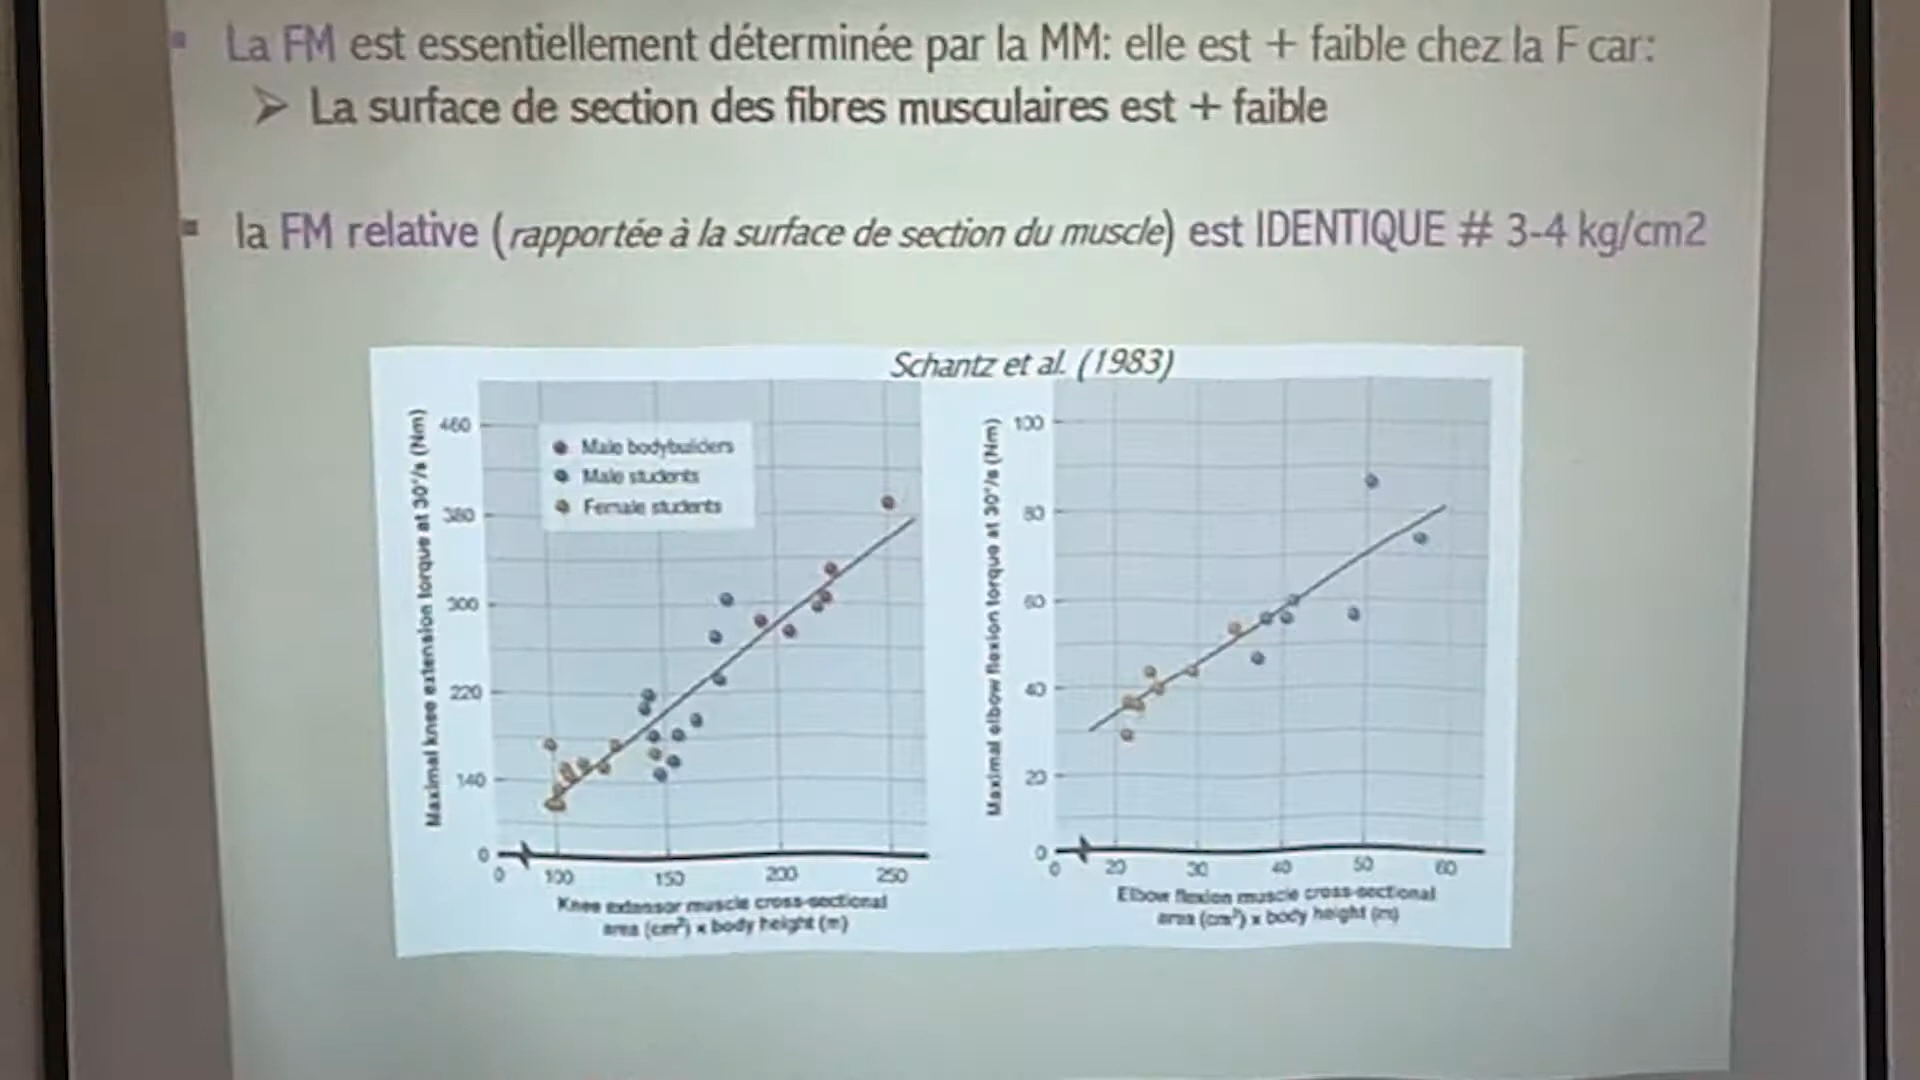 La FM est essentiellement déterminée par la MM: elle est + faible chez la F car:
➢ La surface de section des fibres musculaires est + faible
la FM relative (rapportée à la surface de section du muscle) est IDENTIQUE # 3-4 kg/cm2
Schantz et al. (1983)
Maximal knee extension torque at 30°/s (Nm)
460
380
300
220
140
0
Male bodybuilders
Male students
Female students
0 100 150 200 250
Knee extensor muscle cross-sectional
area (cm²) x body height (m)
Maximal elbow flexion torque at 30°/s (Nm)
100
80
60
40
20
0
0 20 30 40 50 60
Elbow flexion muscle cross-sectional
area (cm²) x body height (m)